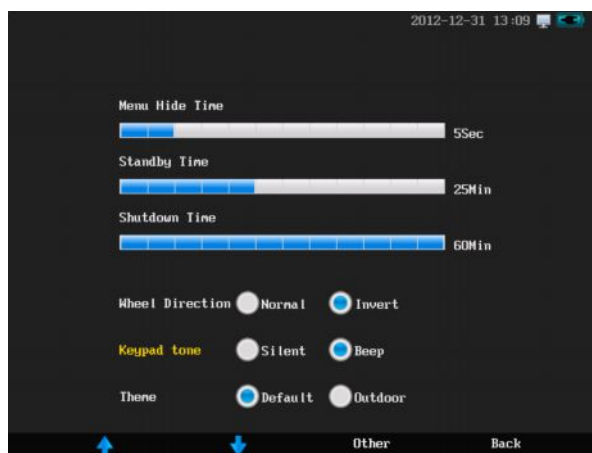 2012-12-31 13:09
Menu Hide Time
5Sec
Standby Time
25Min
Shutdown Time
60Min
Wheel Direction Normal Invert
Keypad tone Silent Beep
Theme Default Outdoor
Other Back